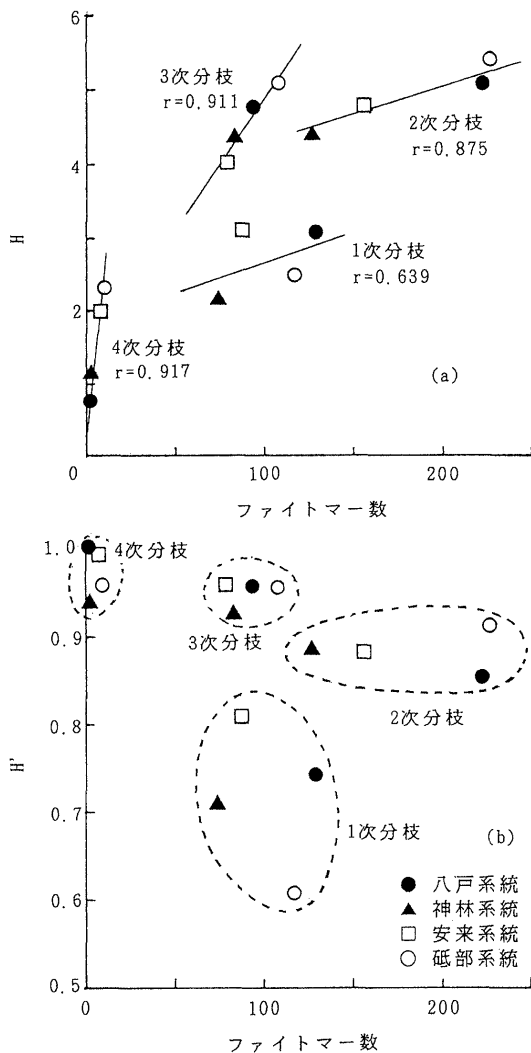 6
4
2
0
H
3次分枝
r=0.911
2次分枝
r=0.875
1次分枝
r=0.639
4次分枝
r=0.917
(a)
100
200
ファイトマー数
1.0
0.9
0.8
0.7
0.6
0.5
H'
4次分枝
3次分枝
2次分枝
1次分枝
(b)
● 八戸系統
▲ 神林系統
□ 安来系統
○ 砥部系統
0
100
200
ファイトマー数